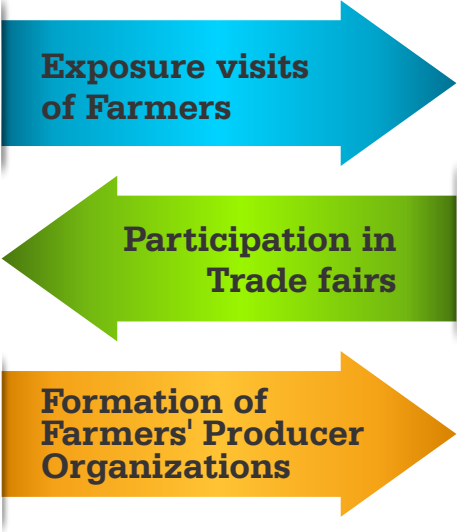 Exposure visits
of Farmers
Participation in
Trade fairs
Formation of
Farmers' Producer
Organizations